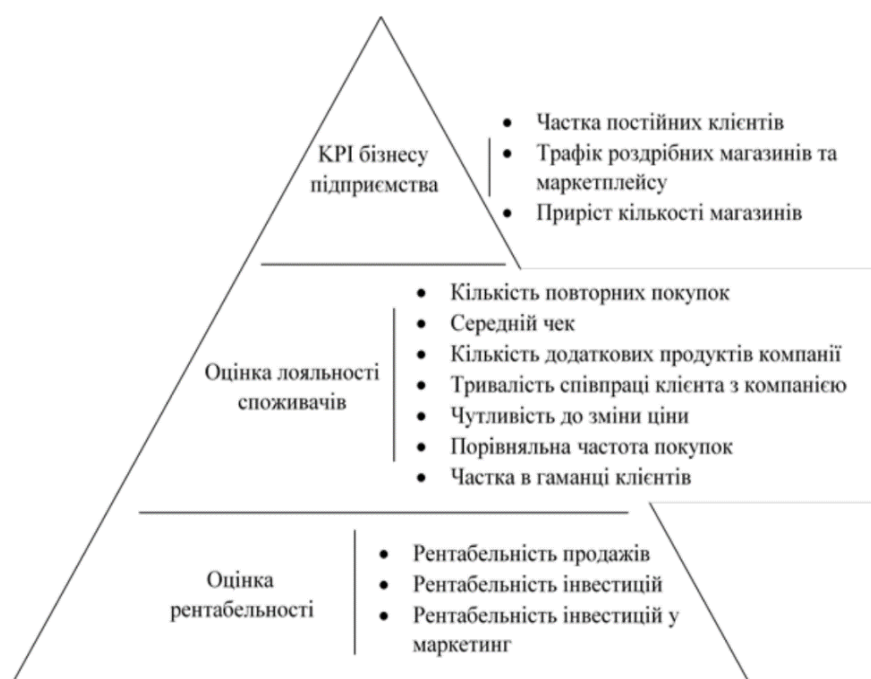 KPI бізнесу
підприємства
• Частка постійних клієнтів
• Трафік роздрібних магазинів та
маркетплейсу
• Приріст кількості магазинів
Оцінка лояльності
споживачів
• Кількість повторних покупок
• Середній чек
• Кількість додаткових продуктів компанії
• Тривалість співпраці клієнта з компанією
• Чутливість до зміни ціни
• Порівняльна частота покупок
• Частка в гаманці клієнтів
Оцінка
рентабельності
• Рентабельність продажів
• Рентабельність інвестицій
• Рентабельність інвестицій у
маркетинг